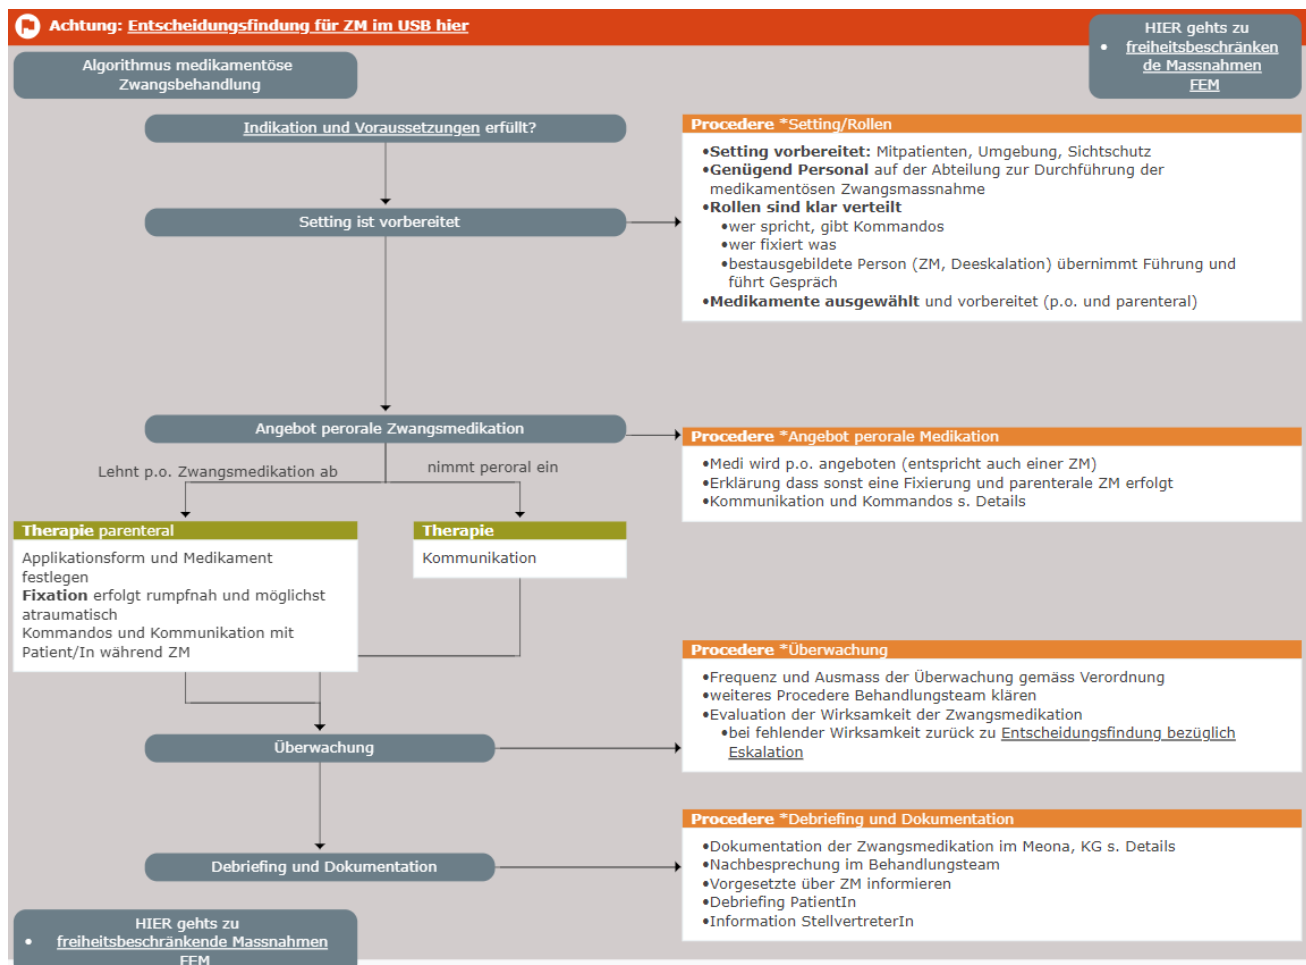 Achtung: Entscheidungsfindung für ZM im USB hier
HIER gehts zu
• freiheitsbeschränken
de Massnahmen
FEM
Algorithmus medikamentöse
Zwangsbehandlung
Indikation und Voraussetzungen erfüllt?
Procedere *Setting/Rollen
•Setting vorbereitet: Mitpatienten, Umgebung, Sichtschutz
•Genügend Personal auf der Abteilung zur Durchführung der
medikamentösen Zwangsmassnahme
•Rollen sind klar verteilt
•wer spricht, gibt Kommandos
•wer fixiert was
•bestausgebildete Person (ZM, Deeskalation) übernimmt Führung und
führt Gespräch
•Medikamente ausgewählt und vorbereitet (p.o. und parenteral)
Setting ist vorbereitet
Angebot perorale Zwangsmedikation
Procedere *Angebot perorale Medikation
•Medi wird p.o. angeboten (entspricht auch einer ZM)
•Erklärung dass sonst eine Fixierung und parenterale ZM erfolgt
•Kommunikation und Kommandos s. Details
Lehnt p.o. Zwangsmedikation ab
nimmt peroral ein
Therapie parenteral
Applikationsform und Medikament
festlegen
Fixation erfolgt rumpfnah und möglichst
atraumatisch
Kommandos und Kommunikation mit
Patient/In während ZM
Therapie
Kommunikation
Procedere *Überwachung
•Frequenz und Ausmass der Überwachung gemäss Verordnung
•weiteres Procedere Behandlungsteam klären
•Evaluation der Wirksamkeit der Zwangsmedikation
•bei fehlender Wirksamkeit zurück zu Entscheidungsfindung bezüglich
Eskalation
Überwachung
Procedere *Debriefing und Dokumentation
•Dokumentation der Zwangsmedikation im Meona, KG s. Details
•Nachbesprechung im Behandlungsteam
•Vorgesetzte über ZM informieren
•Debriefing PatientIn
•Information StellvertreterIn
Debriefing und Dokumentation
HIER gehts zu
• freiheitsbeschränkende Massnahmen
FEM